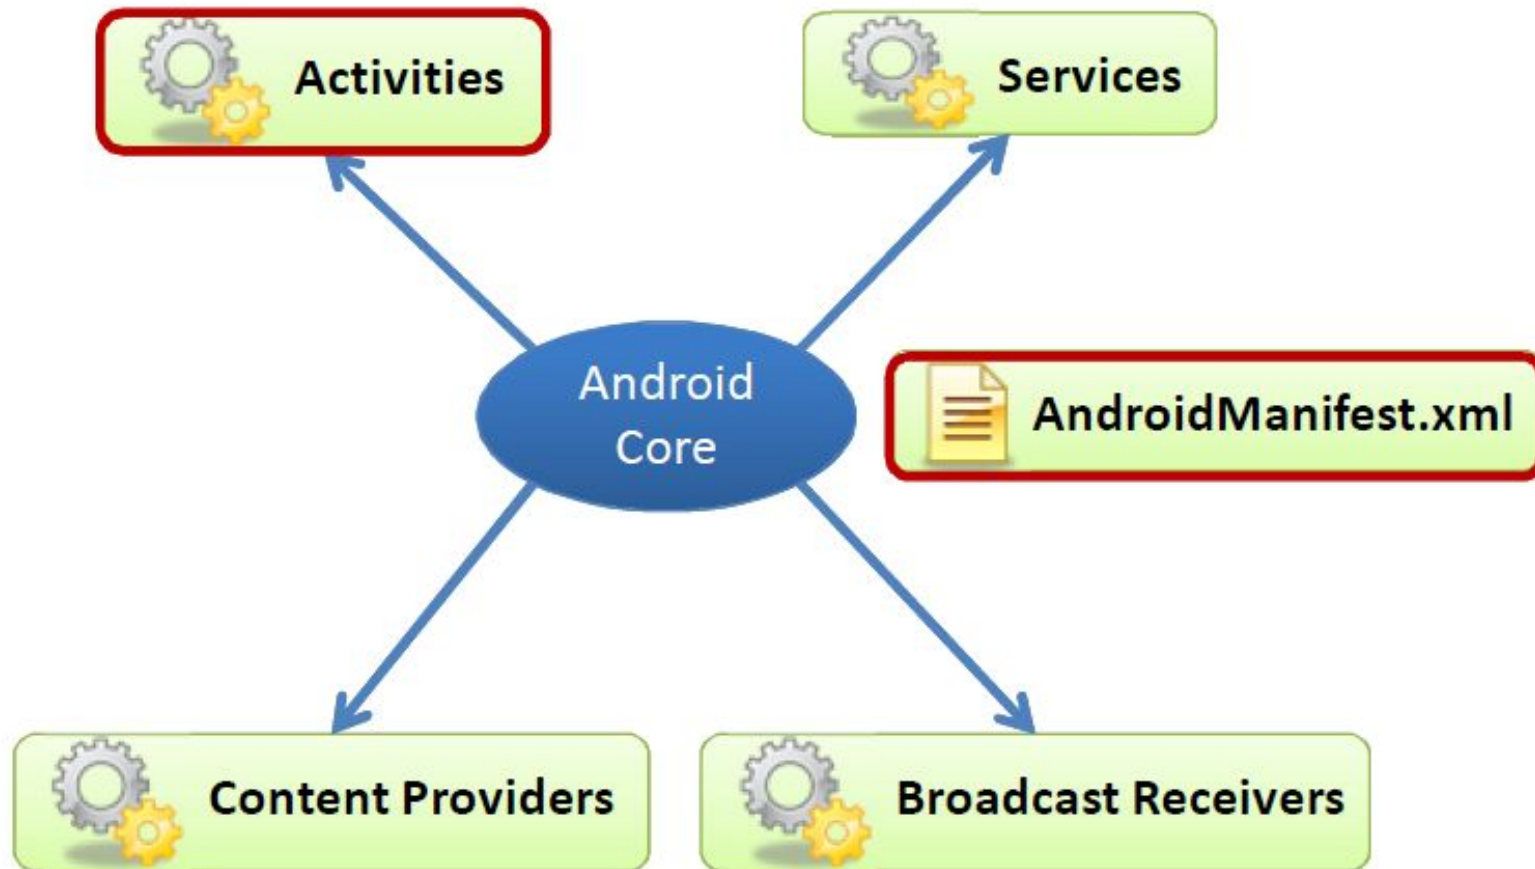 Activities
Services
Android
Core
AndroidManifest.xml
Content Providers
Broadcast Receivers